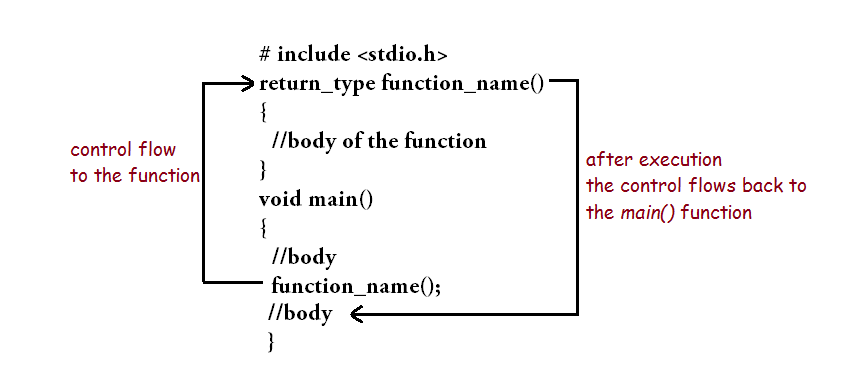 # include <stdio.h>
return_type function_name()
{
//body of the function
}
void main()
{
//body
function_name();
//body
}
control flow
to the function
after execution
the control flows back to
the main() function